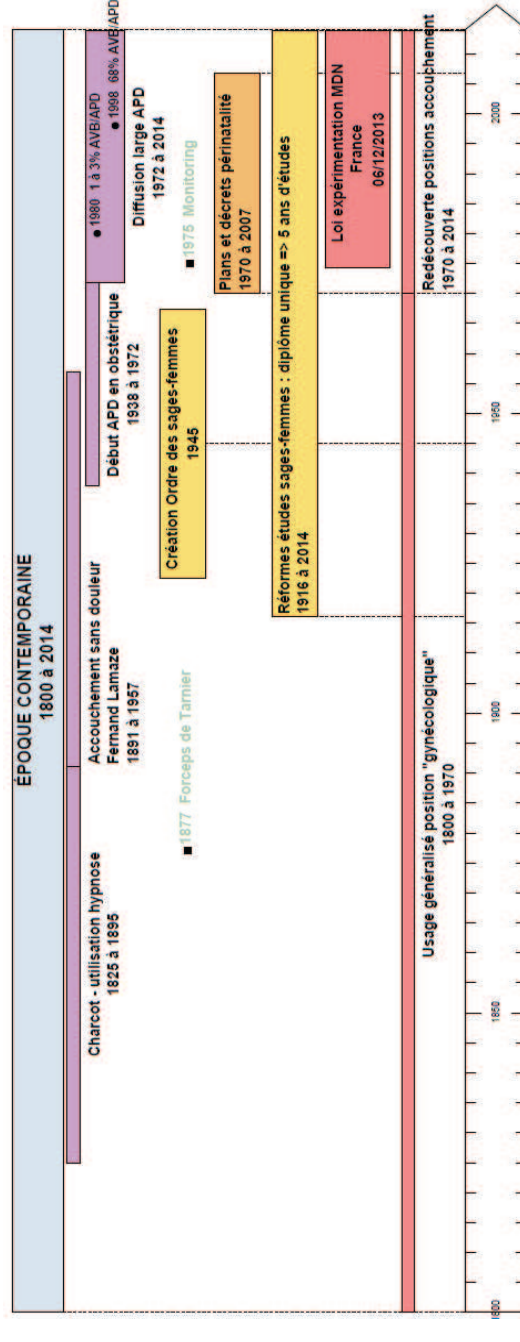 ÉPOQUE CONTEMPORAINE
1800 à 2014
● 1980 1 à 3% AVB/APD
● 1998 68% AVB/APD
Charcot - utilisation hypnose
1825 à 1895
Accouchement sans douleur
Fernand Lamaze
1891 à 1957
Début APD en obstétrique
1938 à 1972
Diffusion large APD
1972 à 2014
■ 1877 Forceps de Tarnier
■ 1975 Monitoring
Création Ordre des sages-femmes
1945
Plans et décrets périnatalité
1970 à 2007
Réformes études sages-femmes : diplôme unique => 5 ans d'études
1916 à 2014
Loi expérimentation MDN
France
06/12/2013
Usage généralisé position "gynécologique"
1800 à 1970
Redécouverte positions accouchement
1970 à 2014
1800
1850
1900
1950
2000